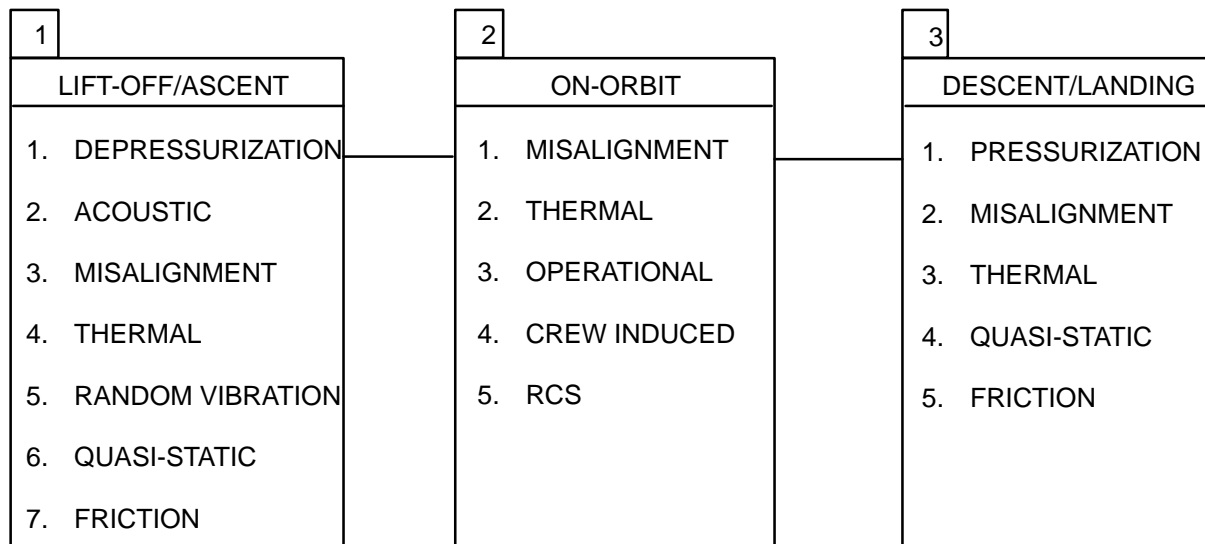 1
LIFT-OFF/ASCENT
1. DEPRESSURIZATION
2. ACOUSTIC
3. MISALIGNMENT
4. THERMAL
5. RANDOM VIBRATION
6. QUASI-STATIC
7. FRICTION
2
ON-ORBIT
1. MISALIGNMENT
2. THERMAL
3. OPERATIONAL
4. CREW INDUCED
5. RCS
3
DESCENT/LANDING
1. PRESSURIZATION
2. MISALIGNMENT
3. THERMAL
4. QUASI-STATIC
5. FRICTION